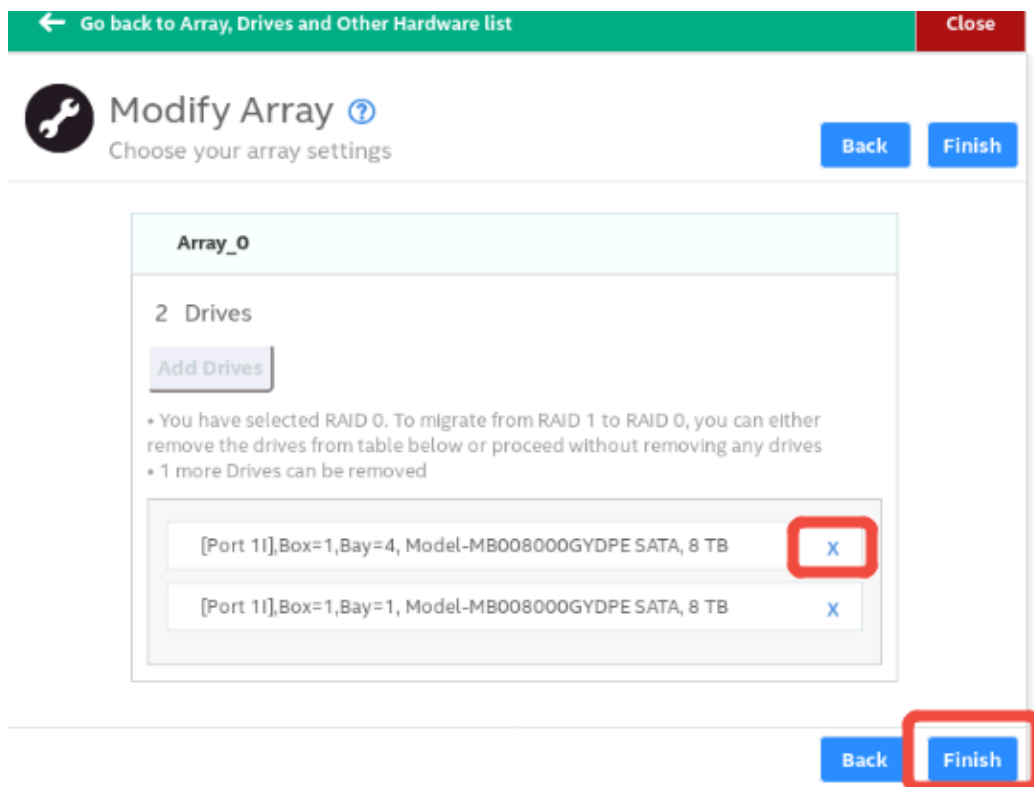 ← Go back to Array, Drives and Other Hardware list
Close
Modify Array ?
Choose your array settings
Back
Finish
Array_0
2 Drives
Add Drives
• You have selected RAID 0. To migrate from RAID 1 to RAID 0, you can either
remove the drives from table below or proceed without removing any drives
• 1 more Drives can be removed
[Port 1I],Box=1,Bay=4, Model-MB008000GYDPE SATA, 8 TB
X
[Port 1I],Box=1,Bay=1, Model-MB008000GYDPE SATA, 8 TB
X
Back
Finish